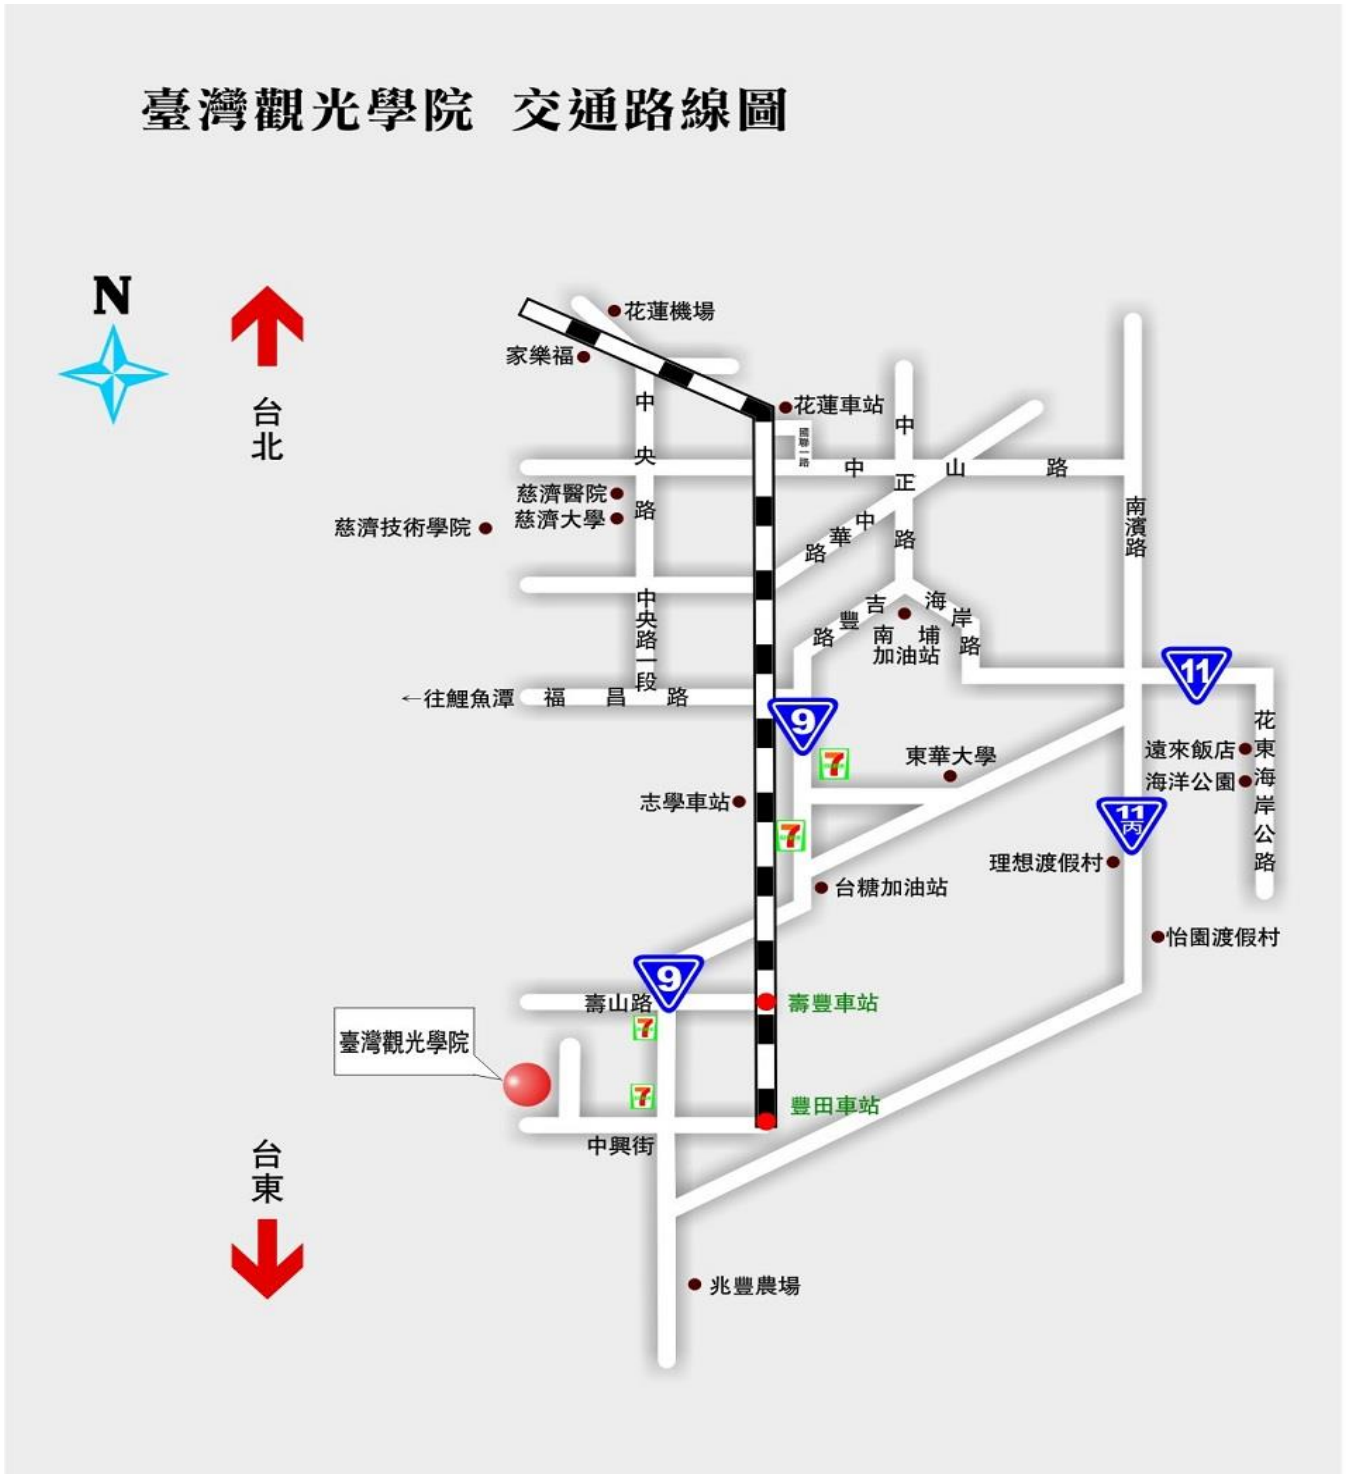 臺灣觀光學院 交通路線圖
N
台北
花蓮機場
家樂福
花蓮車站
國聯一路
中央路
中山路
中正路
中華路
南濱路
慈濟醫院
慈濟大學
慈濟技術學院
中央路一段
吉豐路
海岸路
南埔
加油站
←往鯉魚潭
福昌路
11
9
7
東華大學
花東海岸公路
遠來飯店
海洋公園
志學車站
7
11
丙
理想渡假村
台糖加油站
怡園渡假村
9
壽山路
壽豐車站
7
臺灣觀光學院
7
豐田車站
中興街
台東
兆豐農場